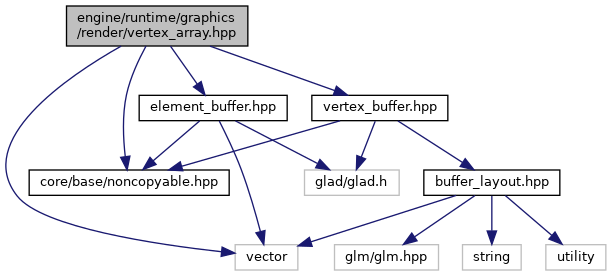 engine/runtime/graphics
/render/vertex_array.hpp
element_buffer.hpp
vertex_buffer.hpp
core/base/noncopyable.hpp
glad/glad.h
buffer_layout.hpp
vector
glm/glm.hpp
string
utility